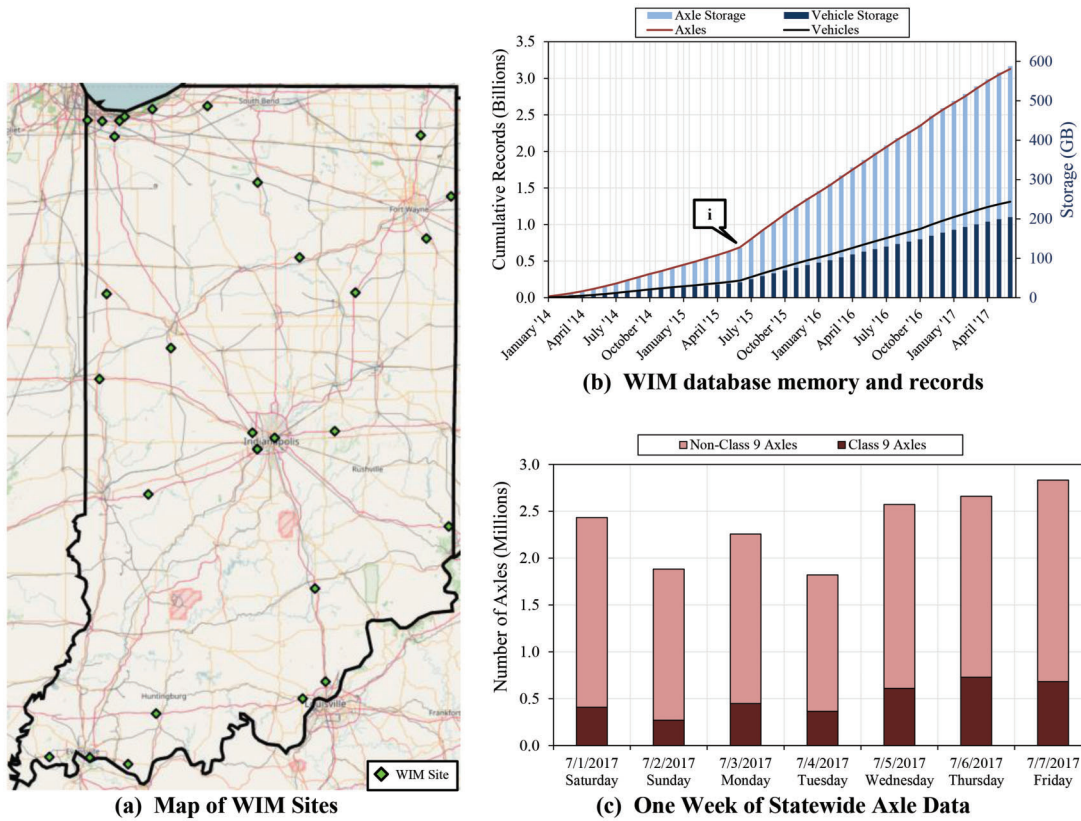 South Bend
Fort Wayne
Indianapolis
Rushville
Huntingburg
Louisville
WIM Site
(a) Map of WIM Sites
Axle Storage
Vehicle Storage
Axles
Vehicles
Cumulative Records (Billions)
3.5
3.0
2.5
2.0
1.5
1.0
0.5
0.0
i
600
500
400
300
200
100
0
Storage (GB)
January '14
April '14
July '14
October '14
January '15
April '15
July '15
October '15
January '16
April '16
July '16
October '16
January '17
April '17
(b) WIM database memory and records
Non-Class 9 Axles
Class 9 Axles
Number of Axles (Millions)
3.0
2.5
2.0
1.5
1.0
0.5
0.0
7/1/2017 7/2/2017 7/3/2017 7/4/2017 7/5/2017 7/6/2017 7/7/2017
Saturday Sunday Monday Tuesday Wednesday Thursday Friday
(c) One Week of Statewide Axle Data